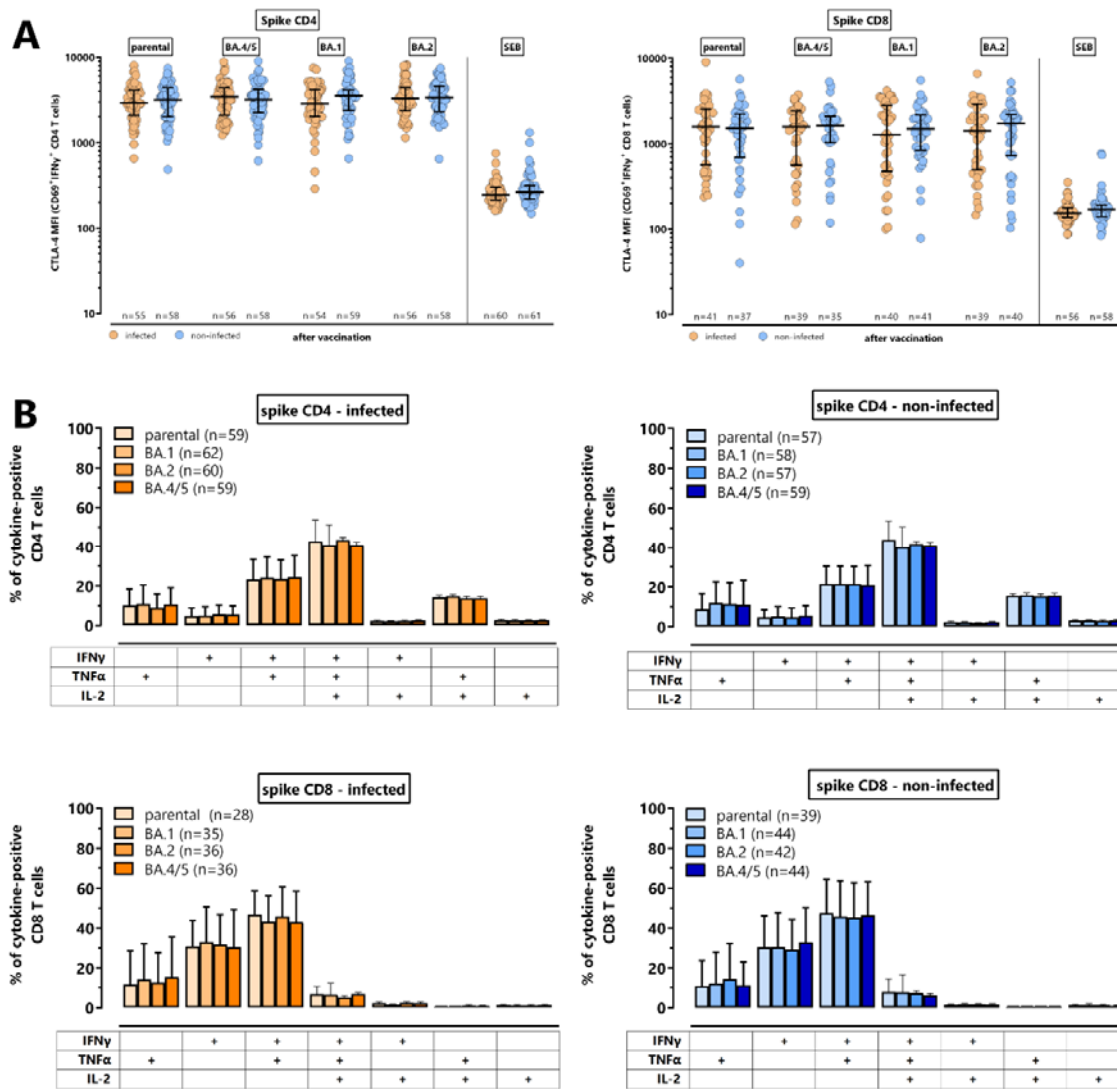 A
Spike CD4
parental
BA.4/5
BA.1
BA.2
SEB
CTLA-4 MFI (CD69+IFNγ+ CD4 T cells)
10000
1000
100
10
n=55
n=58
n=56
n=58
n=54
n=59
n=56
n=58
n=60
n=61
infected
non-infected
after vaccination
Spike CD8
parental
BA.4/5
BA.1
BA.2
SEB
CTLA-4 MFI (CD69+IFNγ+ CD8 T cells)
10000
1000
100
10
n=41
n=37
n=39
n=35
n=40
n=41
n=39
n=40
n=56
n=58
infected
non-infected
after vaccination
B
spike CD4 - infected
% of cytokine-positive
CD4 T cells
100
80
60
40
20
0
parental (n=59)
BA.1 (n=62)
BA.2 (n=60)
BA.4/5 (n=59)
IFNγ + + + +
TNFα + + + +
IL-2 + + + +
spike CD4 - non-infected
% of cytokine-positive
CD4 T cells
100
80
60
40
20
0
parental (n=57)
BA.1 (n=58)
BA.2 (n=57)
BA.4/5 (n=59)
IFNγ + + + +
TNFα + + + +
IL-2 + + + +
spike CD8 - infected
% of cytokine-positive
CD8 T cells
100
80
60
40
20
0
parental (n=28)
BA.1 (n=35)
BA.2 (n=36)
BA.4/5 (n=36)
IFNγ + + + +
TNFα + + + +
IL-2 + + + +
spike CD8 - non-infected
% of cytokine-positive
CD8 T cells
100
80
60
40
20
0
parental (n=39)
BA.1 (n=44)
BA.2 (n=42)
BA.4/5 (n=44)
IFNγ + + + +
TNFα + + + +
IL-2 + + + +